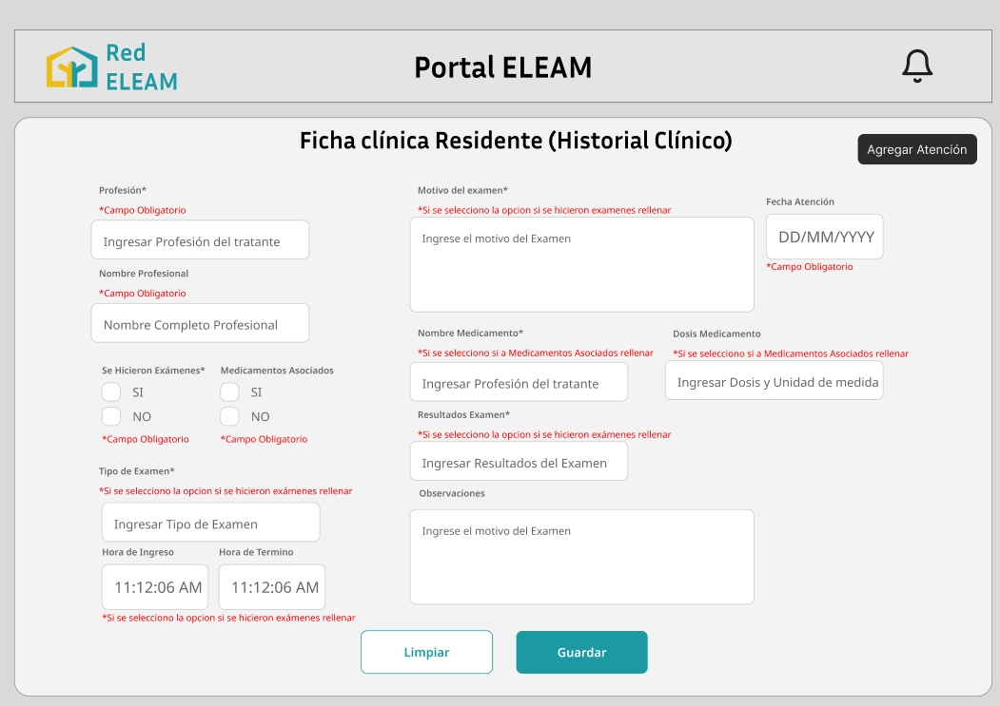 Red
ELEAM
Portal ELEAM
Ficha clínica Residente (Historial Clínico)
Agregar Atención
Profesión*
*Campo Obligatorio
Ingresar Profesión del tratante
Nombre Profesional
*Campo Obligatorio
Nombre Completo Profesional
Se Hicieron Exámenes*
SI
NO
*Campo Obligatorio
Medicamentos Asociados
SI
NO
*Campo Obligatorio
Tipo de Examen*
*Si se selecciono la opcion si se hicieron exámenes rellenar
Ingresar Tipo de Examen
Hora de Ingreso
11:12:06 AM
Hora de Termino
11:12:06 AM
*Si se selecciono la opcion si se hicieron exámenes rellenar
Motivo del examen*
*Si se selecciono la opcion si se hicieron examenes rellenar
Ingrese el motivo del Examen
Fecha Atención
DD/MM/YYYY
*Campo Obligatorio
Nombre Medicamento*
*Si se selecciono si a Medicamentos Asociados rellenar
Ingresar Profesión del tratante
Dosis Medicamento
*Si se selecciono si a Medicamentos Asociados rellenar
Ingresar Dosis y Unidad de medida
Resultados Examen*
*Si se selecciono la opcion si se hicieron exámenes rellenar
Ingresar Resultados del Examen
Observaciones
Ingrese el motivo del Examen
Limpiar
Guardar